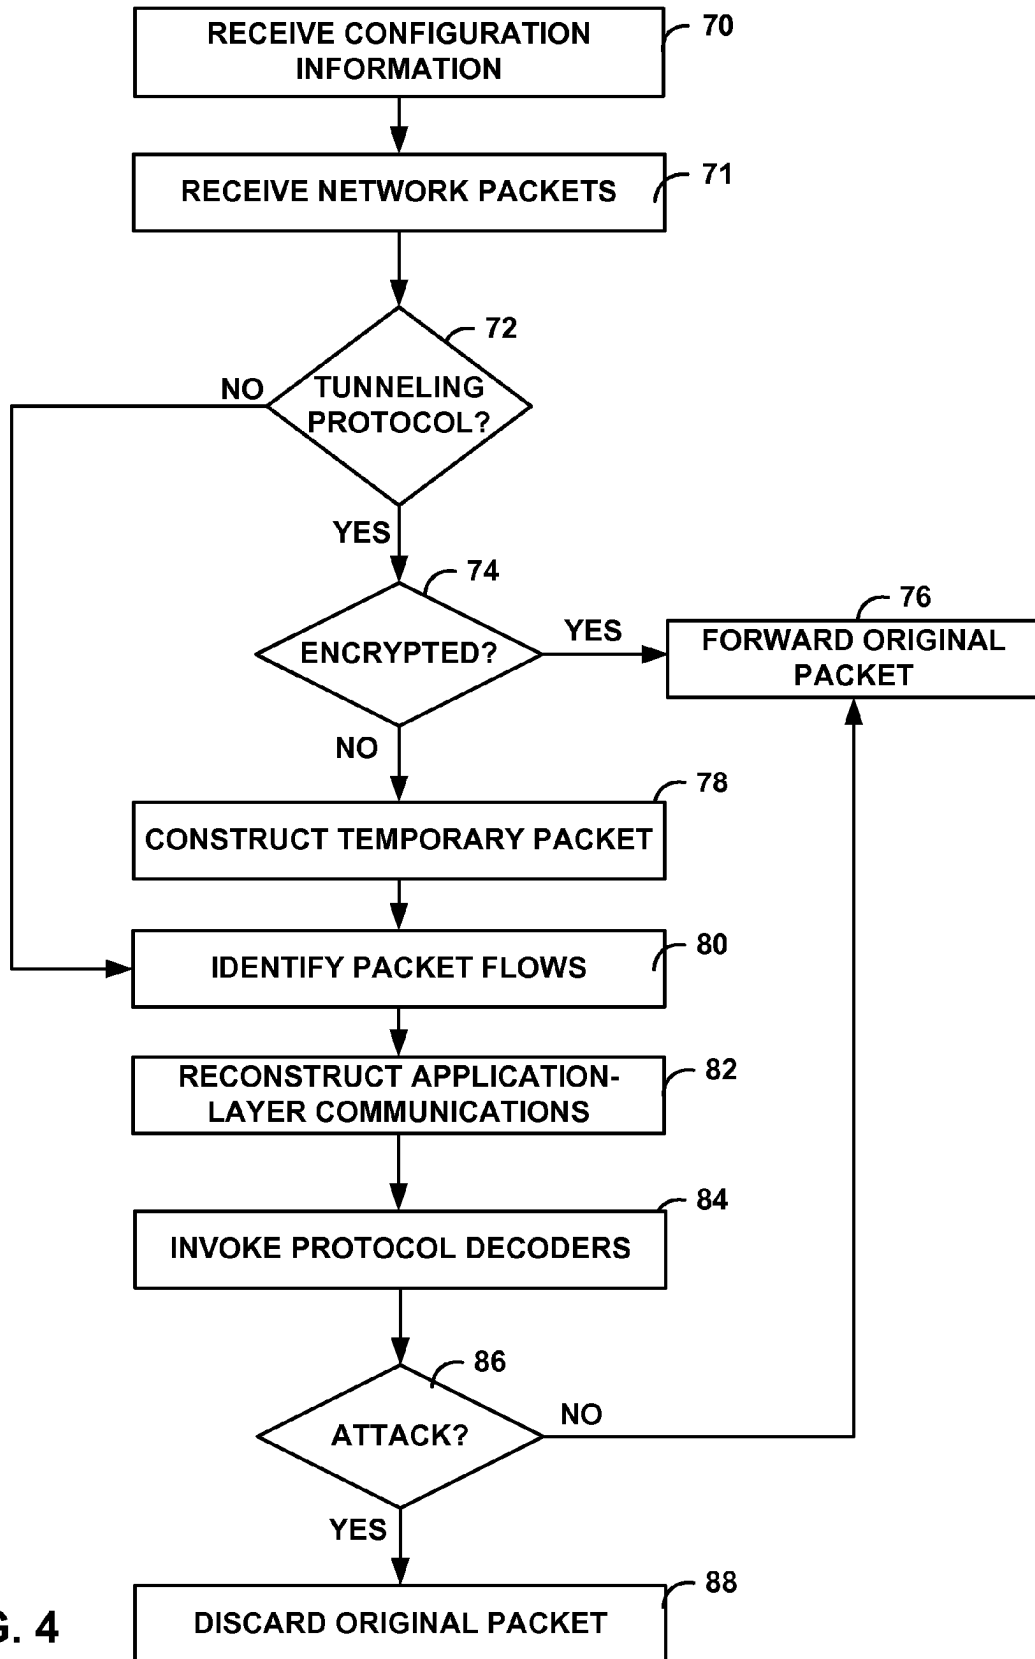 RECEIVE CONFIGURATION
INFORMATION
70
RECEIVE NETWORK PACKETS
71
72
NO
TUNNELING
PROTOCOL?
YES
74
ENCRYPTED?
YES
76
FORWARD ORIGINAL
PACKET
NO
78
CONSTRUCT TEMPORARY PACKET
80
IDENTIFY PACKET FLOWS
82
RECONSTRUCT APPLICATION-
LAYER COMMUNICATIONS
84
INVOKE PROTOCOL DECODERS
86
ATTACK?
NO
YES
88
DISCARD ORIGINAL PACKET
G. 4